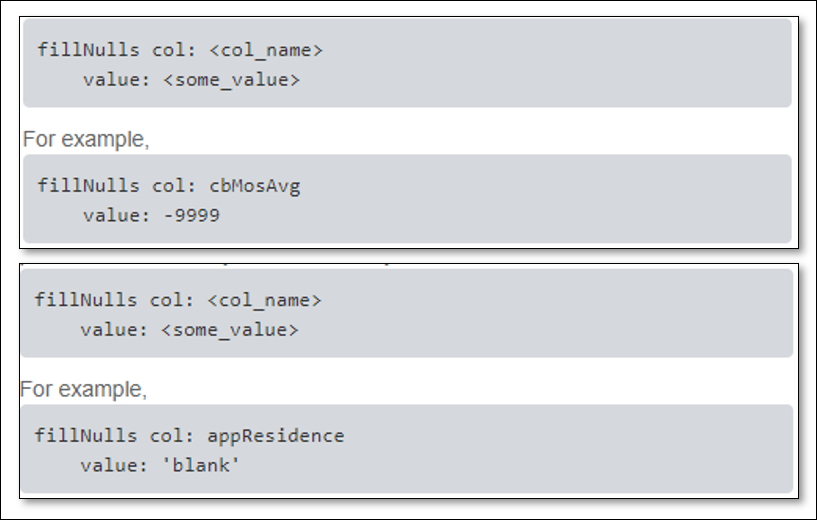 fillNulls col: <col_name>
    value: <some_value>
For example,
fillNulls col: cbMosAvg
    value: -9999
fillNulls col: <col_name>
    value: <some_value>
For example,
fillNulls col: appResidence
    value: 'blank'